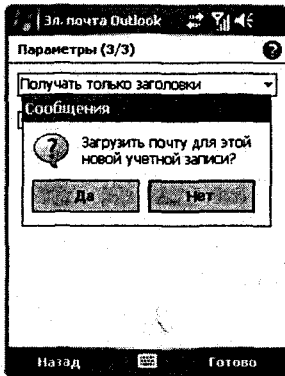 Эл. почта Outlook
Параметры (3/3)
Получать только заголовки
Сообщения
Загрузить почту для этой
новой учетной записи?
Да
Нет
Назад
Готово